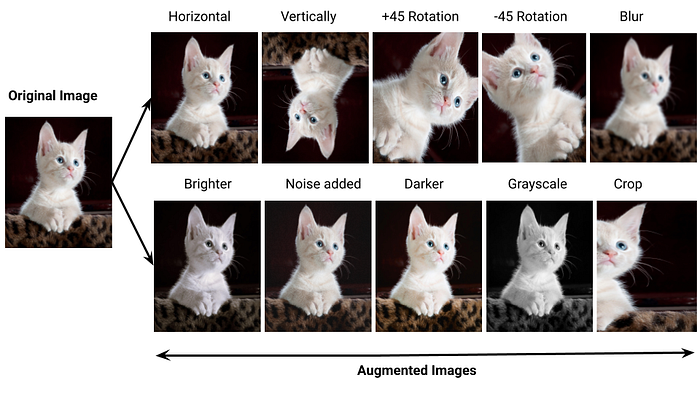 Horizontal
Vertically
+45 Rotation
-45 Rotation
Blur
Original Image
Brighter
Noise added
Darker
Grayscale
Crop
Augmented Images